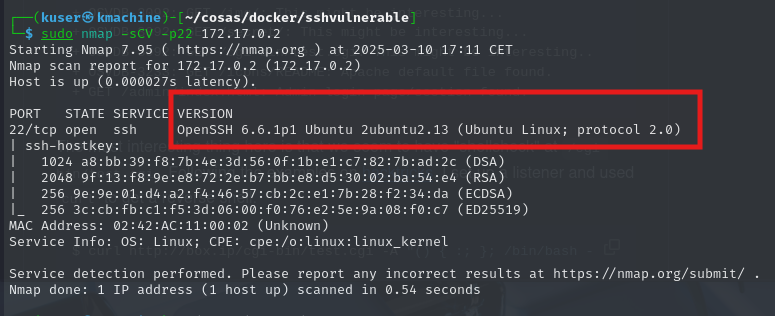 (kuser㉿kmachine)-[~/cosas/docker/sshvulnerable]
$ sudo nmap -sCV -p22 172.17.0.2
Starting Nmap 7.95 ( https://nmap.org ) at 2025-03-10 17:11 CET
Nmap scan report for 172.17.0.2 (172.17.0.2)
Host is up (0.000027s latency).
PORT   STATE SERVICE VERSION
22/tcp open  ssh     OpenSSH 6.6.1p1 Ubuntu 2ubuntu2.13 (Ubuntu Linux; protocol 2.0)
| ssh-hostkey:
|   1024 a8:bb:39:f8:7b:4e:3d:56:0f:1b:e1:c7:82:7b:ad:2c (DSA)
|   2048 9f:13:f8:9e:e8:72:2e:b7:bb:e8:d5:30:02:ba:54:e4 (RSA)
|   256 9e:9e:01:d4:a2:f4:46:57:cb:2c:e1:7b:28:f2:34:da (ECDSA)
|_  256 3c:cb:fb:c1:f5:3d:06:00:f0:76:e2:5e:9a:08:f0:c7 (ED25519)
MAC Address: 02:42:AC:11:00:02 (Unknown)
Service Info: OS: Linux; CPE: cpe:/o:linux:linux_kernel
Service detection performed. Please report any incorrect results at https://nmap.org/submit/ .
Nmap done: 1 IP address (1 host up) scanned in 0.54 seconds